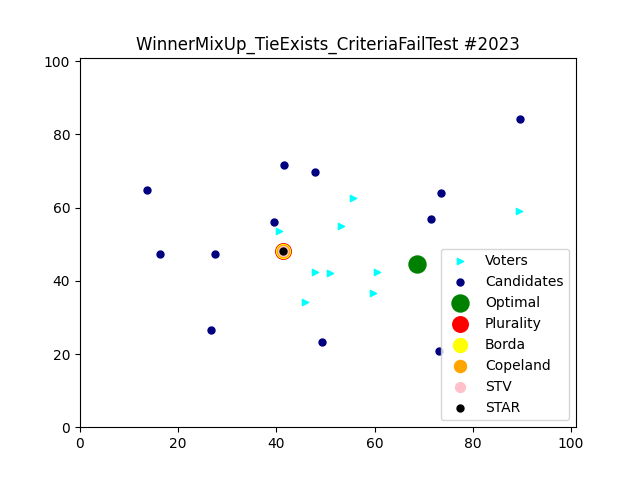 WinnerMixUp_TieExists_CriteriaFailTest #2023
100
80
60
40
20
0
0 20 40 60 80 100
Voters
Candidates
Optimal
Plurality
Borda
Copeland
STV
STAR